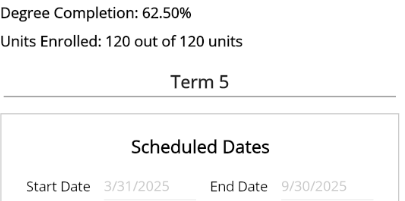 Degree Completion: 62.50%
Units Enrolled: 120 out of 120 units
Term 5
Scheduled Dates
Start Date 3/31/2025 End Date 9/30/2025